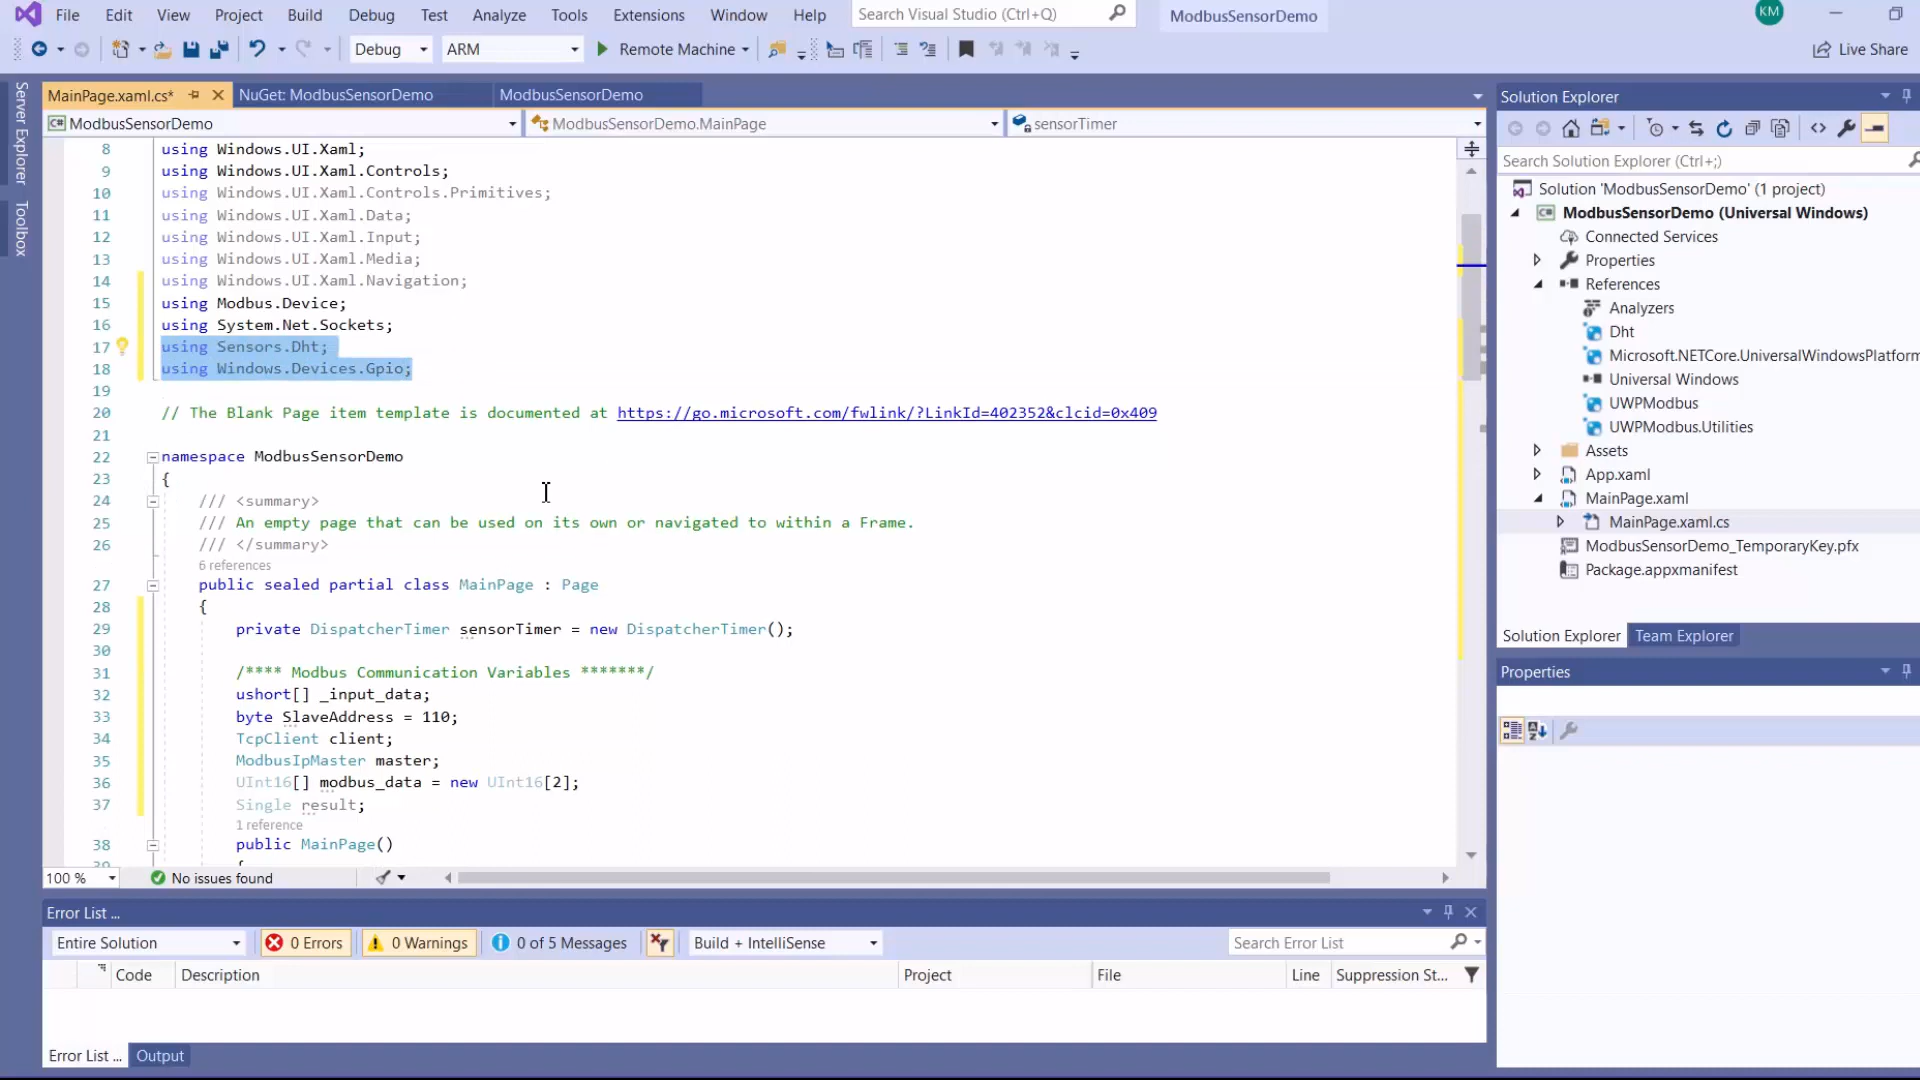 File Edit View Project Build Debug Test Analyze Tools Extensions Window Help Search Visual Studio (Ctrl+Q) ModbusSensorDemo KM
Debug ARM Remote Machine Live Share
Server Explorer
Toolbox
MainPage.xaml.cs* NuGet: ModbusSensorDemo ModbusSensorDemo
ModbusSensorDemo ModbusSensorDemo.MainPage sensorTimer
8 using Windows.UI.Xaml;
9 using Windows.UI.Xaml.Controls;
10 using Windows.UI.Xaml.Controls.Primitives;
11 using Windows.UI.Xaml.Data;
12 using Windows.UI.Xaml.Input;
13 using Windows.UI.Xaml.Media;
14 using Windows.UI.Xaml.Navigation;
15 using Modbus.Device;
16 using System.Net.Sockets;
17 using Sensors.Dht;
18 using Windows.Devices.Gpio;
19
20 // The Blank Page item template is documented at https://go.microsoft.com/fwlink/?LinkId=402352&clcid=0x409
21
22 namespace ModbusSensorDemo
23 {
24 /// <summary>
25 /// An empty page that can be used on its own or navigated to within a Frame.
26 /// </summary>
6 references
27 public sealed partial class MainPage : Page
28 {
29 private DispatcherTimer sensorTimer = new DispatcherTimer();
30
31 /**** Modbus Communication Variables *******/
32 ushort[] _input_data;
33 byte SlaveAddress = 110;
34 TcpClient client;
35 ModbusIpMaster master;
36 UInt16[] modbus_data = new UInt16[2];
37 Single result;
1 reference
38 public MainPage()
39 {
100 % No issues found
Error List ...
Entire Solution 0 Errors 0 Warnings 0 of 5 Messages Build + IntelliSense Search Error List
Code Description Project File Line Suppression St...
Error List ... Output
Solution Explorer
Search Solution Explorer (Ctrl+;)
Solution 'ModbusSensorDemo' (1 project)
ModbusSensorDemo (Universal Windows)
Connected Services
Properties
References
Analyzers
Dht
Microsoft.NETCore.UniversalWindowsPlatform
Universal Windows
UWPModbus
UWPModbus.Utilities
Assets
App.xaml
MainPage.xaml
MainPage.xaml.cs
ModbusSensorDemo_TemporaryKey.pfx
Package.appxmanifest
Solution Explorer Team Explorer
Properties